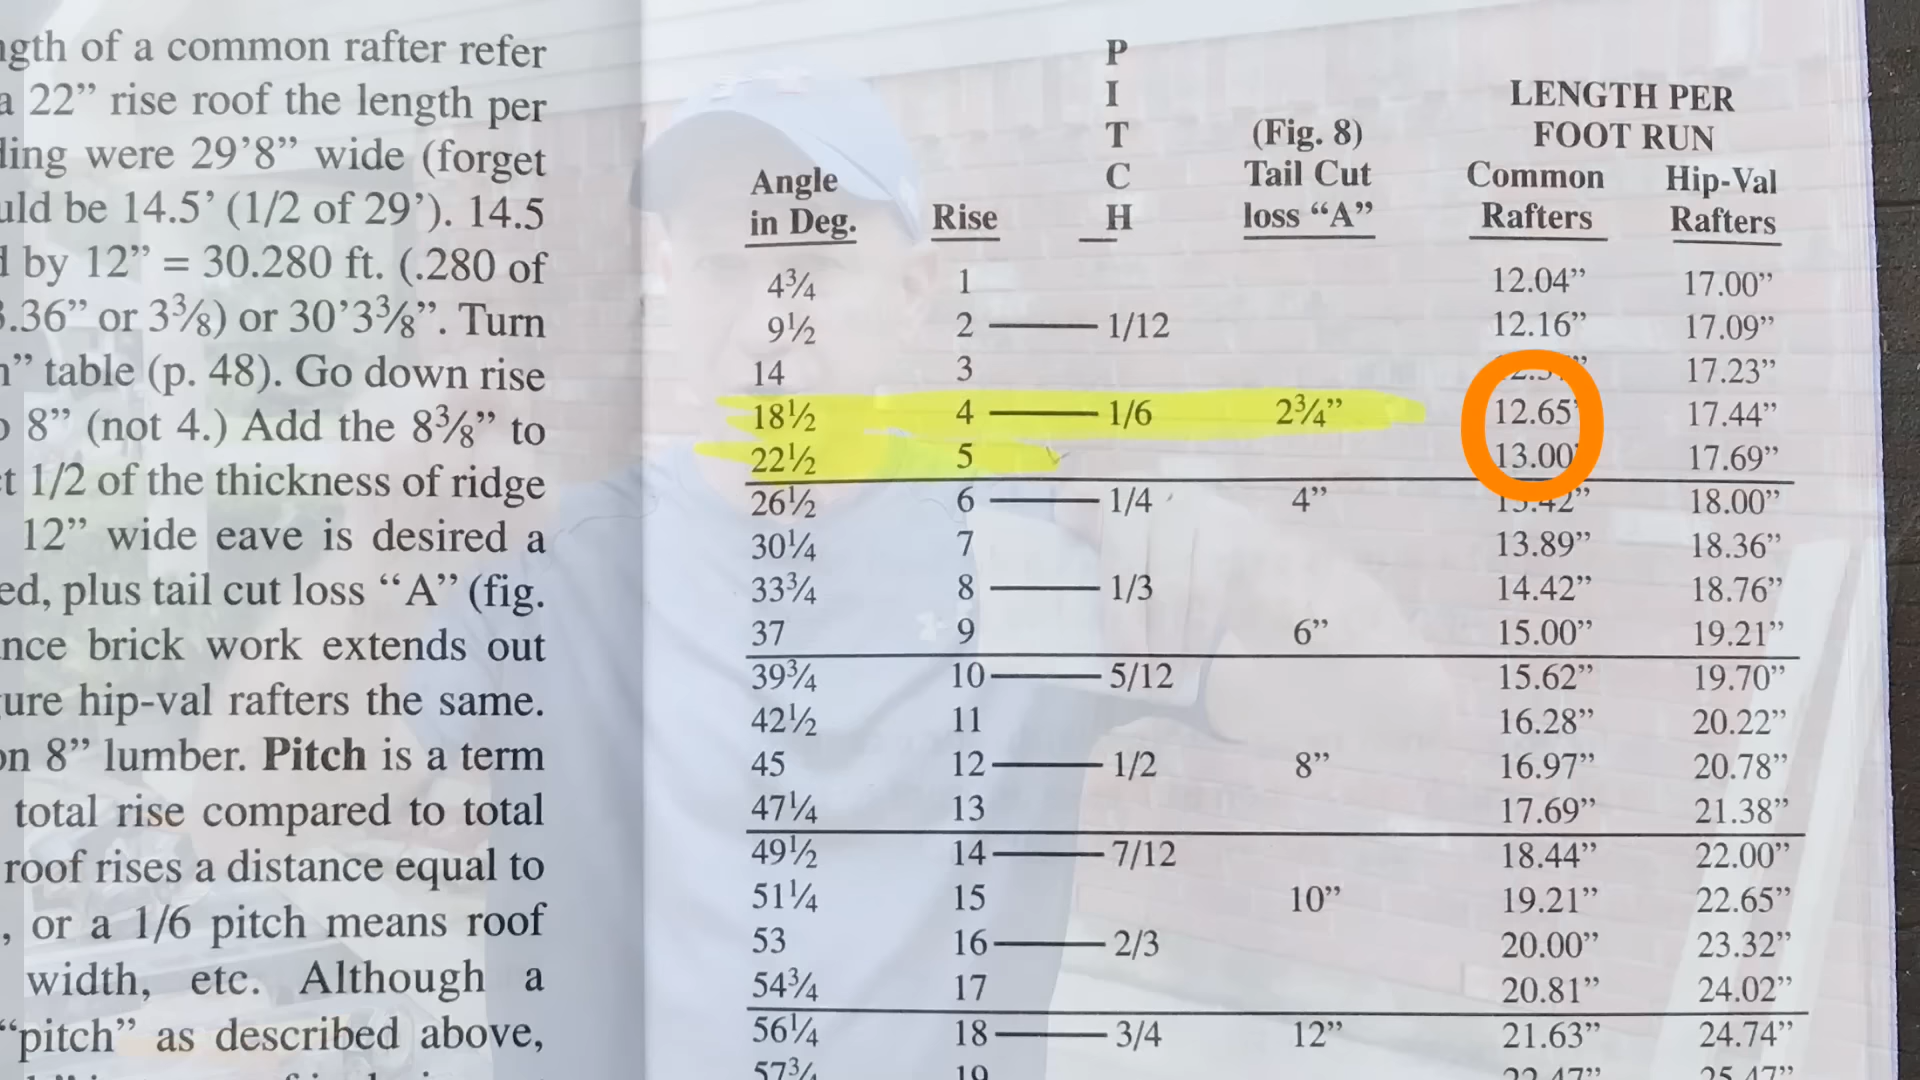 gth of a common rafter refer
a 22” rise roof the length per
ling were 29’8” wide (forget
uld be 14.5’ (1/2 of 29’). 14.5
by 12” = 30.280 ft. (.280 of
.36” or 3⅜) or 30’3⅜”. Turn
” table (p. 48). Go down rise
8” (not 4.) Add the 8⅜” to
t 1/2 of the thickness of ridge
12” wide eave is desired a
ed, plus tail cut loss “A” (fig.
nce brick work extends out
ure hip-val rafters the same.
on 8” lumber. Pitch is a term
total rise compared to total
roof rises a distance equal to
, or a 1/6 pitch means roof
width, etc. Although a
“pitch” as described above,
P
I
T
C
H
LENGTH PER
FOOT RUN
Angle in Deg. Rise (Fig. 8) Tail Cut loss “A” Common Rafters Hip-Val Rafters
4¾ 1 12.04” 17.00”
9½ 2 1/12 12.16” 17.09”
14 3 17.23”
18½ 4 1/6 2¾” 12.65” 17.44”
22½ 5 13.00” 17.69”
26½ 6 1/4 4” 13.42” 18.00”
30¼ 7 13.89” 18.36”
33¾ 8 1/3 14.42” 18.76”
37 9 6” 15.00” 19.21”
39¾ 10 5/12 15.62” 19.70”
42½ 11 16.28” 20.22”
45 12 1/2 8” 16.97” 20.78”
47¼ 13 17.69” 21.38”
49½ 14 7/12 18.44” 22.00”
51¼ 15 10” 19.21” 22.65”
53 16 2/3 20.00” 23.32”
54¾ 17 20.81” 24.02”
56¼ 18 3/4 12” 21.63” 24.74”
57¾ 19 22.47” 25.47”